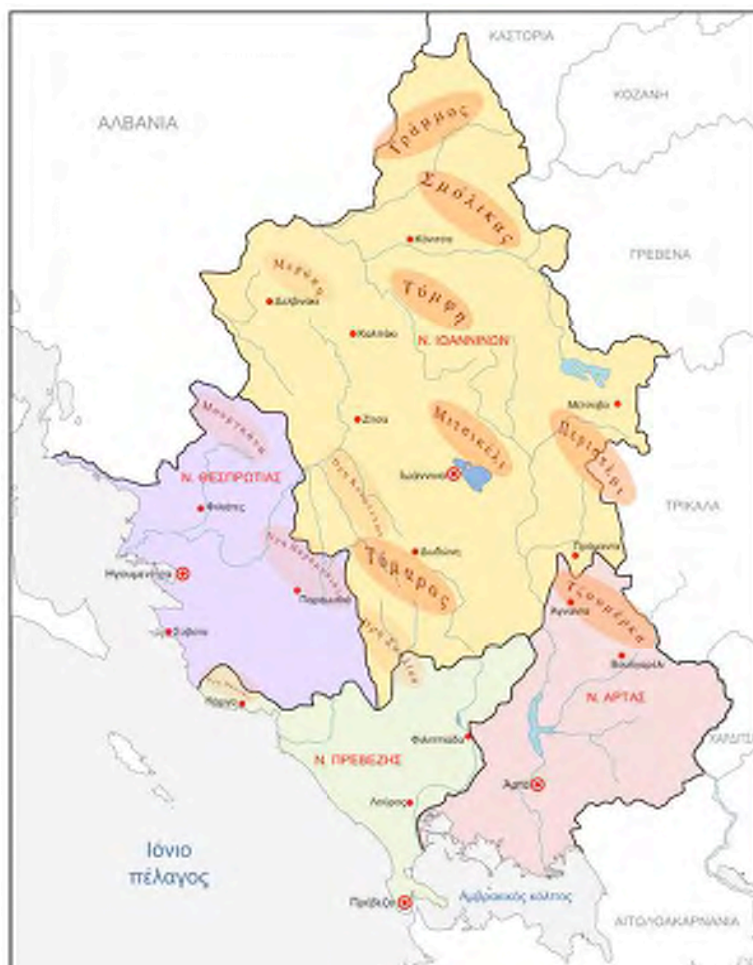 ΚΑΣΤΟΡΙΑ
ΚΟΖΑΝΗ
ΑΛΒΑΝΙΑ
Γράμμος
Σμόλικας
Κόνιτσα
ΓΡΕΒΕΝΑ
Δελβινάκι
Τύμφη
Καλπάκι
Ν. ΙΩΑΝΝΙΝΩΝ
Μέτσοβο
Ζίτσα
Μιτσικέλι
Περιστέρι
Ιωάννινα
Ν. ΘΕΣΠΡΩΤΙΑΣ
Φιλιάτες
ΤΡΙΚΑΛΑ
Δωδώνη
Πράμαντα
Ηγουμενίτσα
Τόμαρος
Τζουμέρκα
Παραμυθιά
Άγναντα
Σύβοτα
Βουλγαρέλι
Πάργα
Ν. ΑΡΤΑΣ
Φιλιππιάδα
Ν. ΠΡΕΒΕΖΗΣ
Άρτα
Λούρος
Ιόνιο
πέλαγος
Αμβρακικός κόλπος
Πρέβεζα
ΑΙΤΩΛΟΑΚΑΡΝΑΝΙΑ